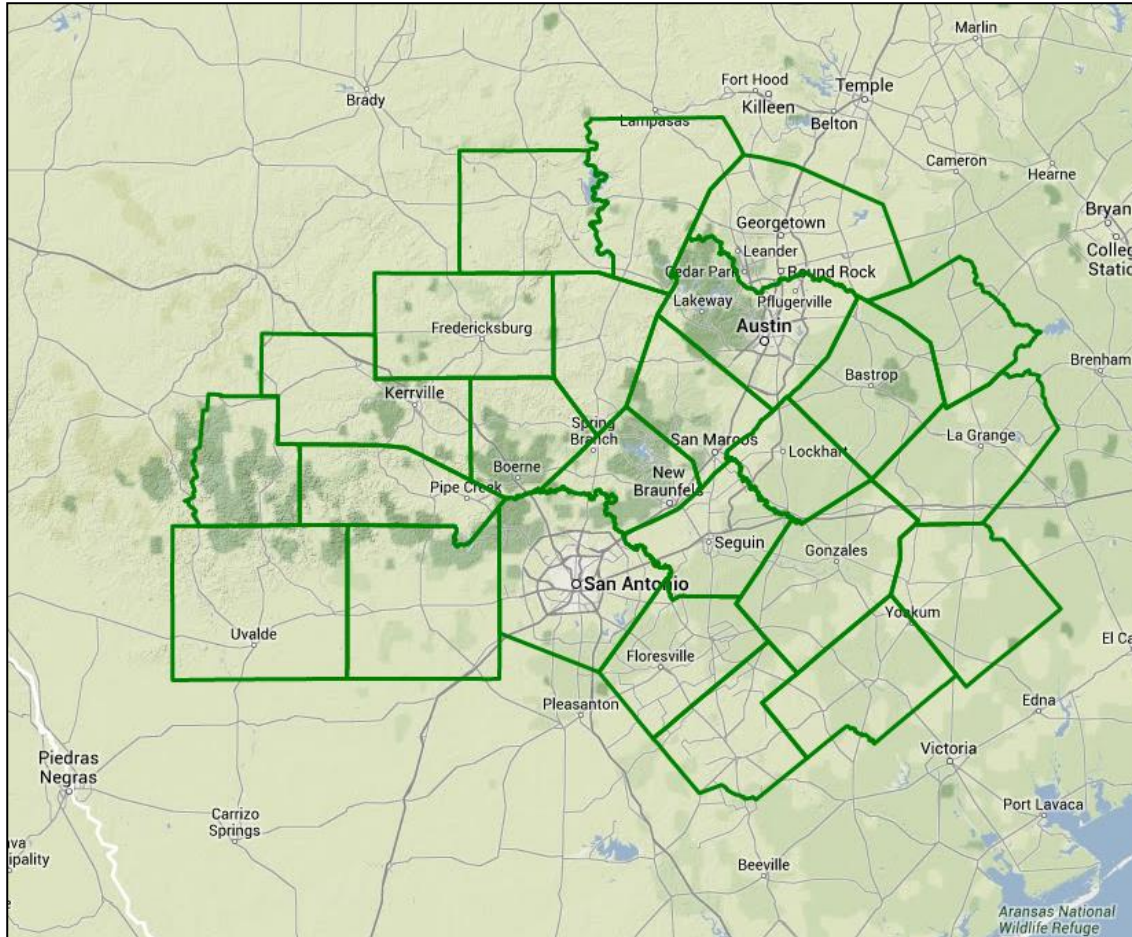 Marlin
Fort Hood
Temple
Killeen
Brady
Lampasas
Belton
Cameron
Hearne
Bryan
College
Station
Georgetown
Leander
Cedar Park
Round Rock
Lakeway
Pflugerville
Austin
Fredericksburg
Brenham
Bastrop
Kerrville
Spring
Branch
San Marcos
Lockhart
La Grange
Boerne
New
Braunfels
Pipe Creek
Seguin
Gonzales
San Antonio
Yoakum
Uvalde
Floresville
El Ca
Pleasanton
Edna
Piedras
Negras
Victoria
Carrizo
Springs
Port Lavaca
ava
ipality
Beeville
Aransas National
Wildlife Refuge